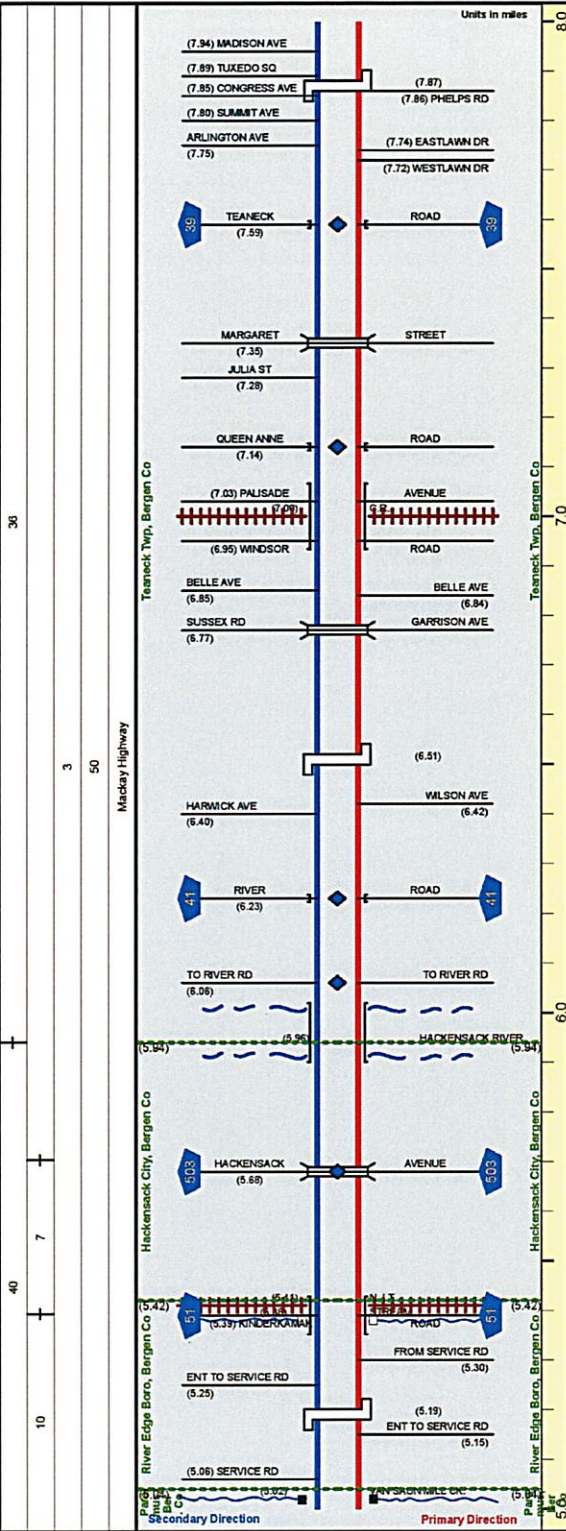 Units in miles
8.0
(7.94) MADISON AVE
(7.89) TUXEDO SQ
(7.87)
(7.85) CONGRESS AVE
(7.86) PHELPS RD
(7.80) SUMMIT AVE
ARLINGTON AVE
(7.75)
(7.74) EASTLAWN DR
(7.72) WESTLAWN DR
39
TEANECK
(7.59)
ROAD
39
MARGARET
(7.35)
STREET
JULIA ST
(7.28)
QUEEN ANNE
(7.14)
ROAD
Teaneck Twp, Bergen Co
Teaneck Twp, Bergen Co
(7.03) PALISADE
AVENUE
7.0
36
(6.95) WINDSOR
ROAD
BELLE AVE
(6.85)
BELLE AVE
(6.84)
SUSSEX RD
(6.77)
GARRISON AVE
3
50
Mackay Highway
(6.51)
HARWICK AVE
(6.40)
WILSON AVE
(6.42)
41
RIVER
(6.23)
ROAD
41
TO RIVER RD
(6.06)
TO RIVER RD
6.0
(5.96)
HACKENSACK RIVER
(5.94)
(5.94)
Hackensack City, Bergen Co
Hackensack City, Bergen Co
503
HACKENSACK
(5.68)
AVENUE
503
7
40
(5.42)
(5.42)
51
(5.39) KINDERKAMAK
STREAM
ROAD
51
FROM SERVICE RD
(5.30)
ENT TO SERVICE RD
(5.25)
River Edge Boro, Bergen Co
River Edge Boro, Bergen Co
10
(5.19)
ENT TO SERVICE RD
(5.15)
(5.06) SERVICE RD
(5.02)
VAN SAUN MILL CK.
5.0
Secondary Direction
Primary Direction